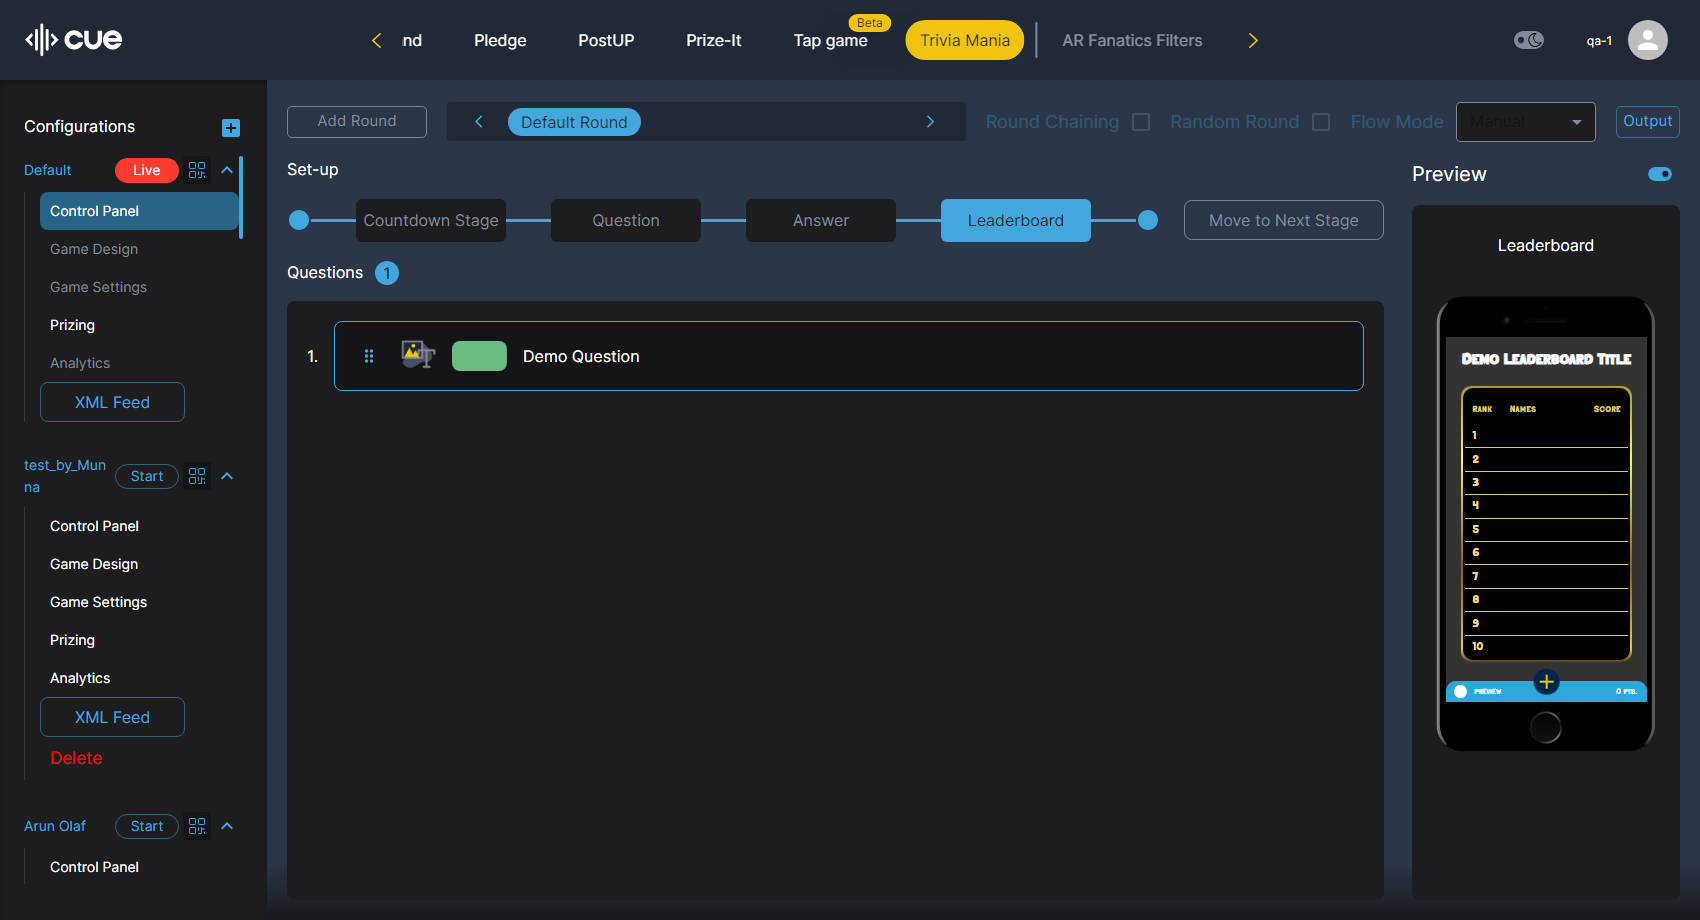 cue
nd
Pledge
PostUP
Prize-It
Tap game
Beta
Trivia Mania
AR Fanatics Filters
qa-1
Configurations
Default
Live
Control Panel
Game Design
Game Settings
Prizing
Analytics
XML Feed
test_by_Mun
na
Start
Control Panel
Game Design
Game Settings
Prizing
Analytics
XML Feed
Delete
Arun Olaf
Start
Control Panel
Add Round
Default Round
Round Chaining
Random Round
Flow Mode
Manual
Output
Set-up
Countdown Stage
Question
Answer
Leaderboard
Move to Next Stage
Questions 1
1.
Demo Question
Preview
Leaderboard
Demo Leaderboard Title
Rank Names Score
1
2
3
4
5
6
7
8
9
10
PREVIEW
0 PTS.